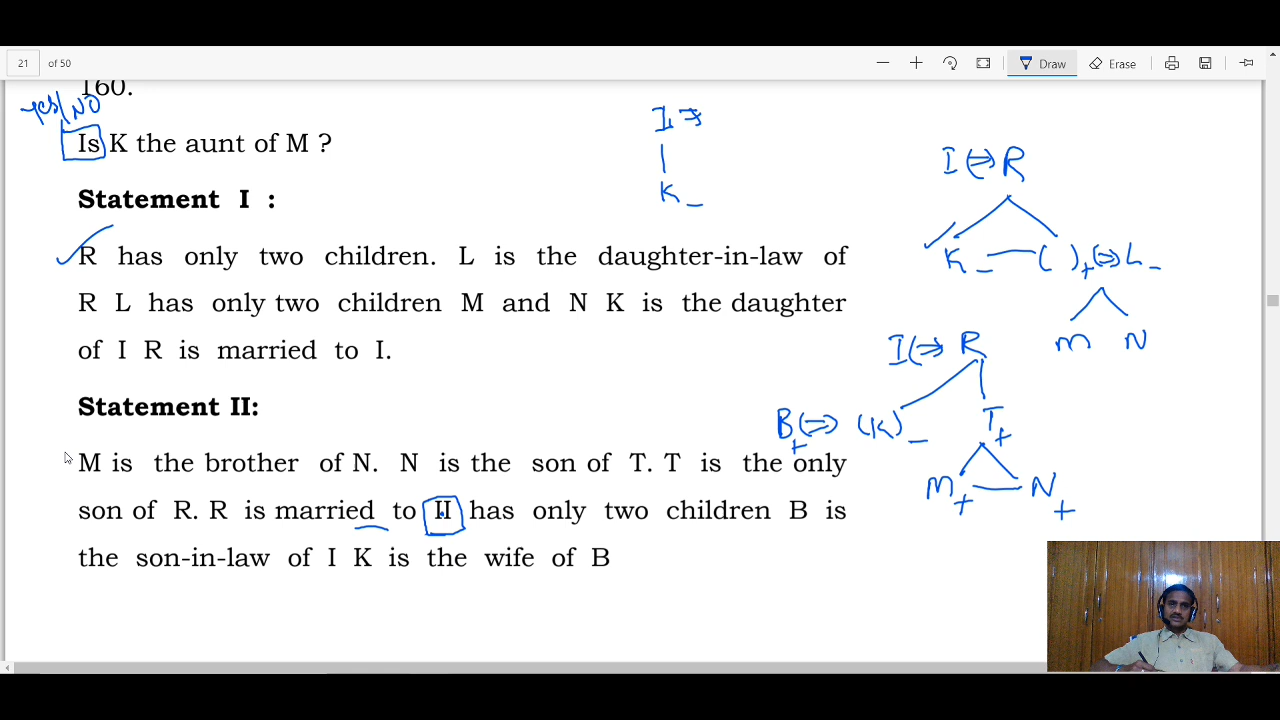 21 of 50 Draw Erase
160.
yes/NO
Is K the aunt of M ?
Statement I :
R has only two children. L is the daughter-in-law of
R L has only two children M and N K is the daughter
of I R is married to I.
Statement II:
M is the brother of N. N is the son of T. T is the only
son of R. R is married to II has only two children B is
the son-in-law of I K is the wife of B
I ⇔
K -
I ⇔ R
K - ( )+ ⇔ L -
M N
I ⇔ R
B+ ⇔ (K) - T+
M+ N+